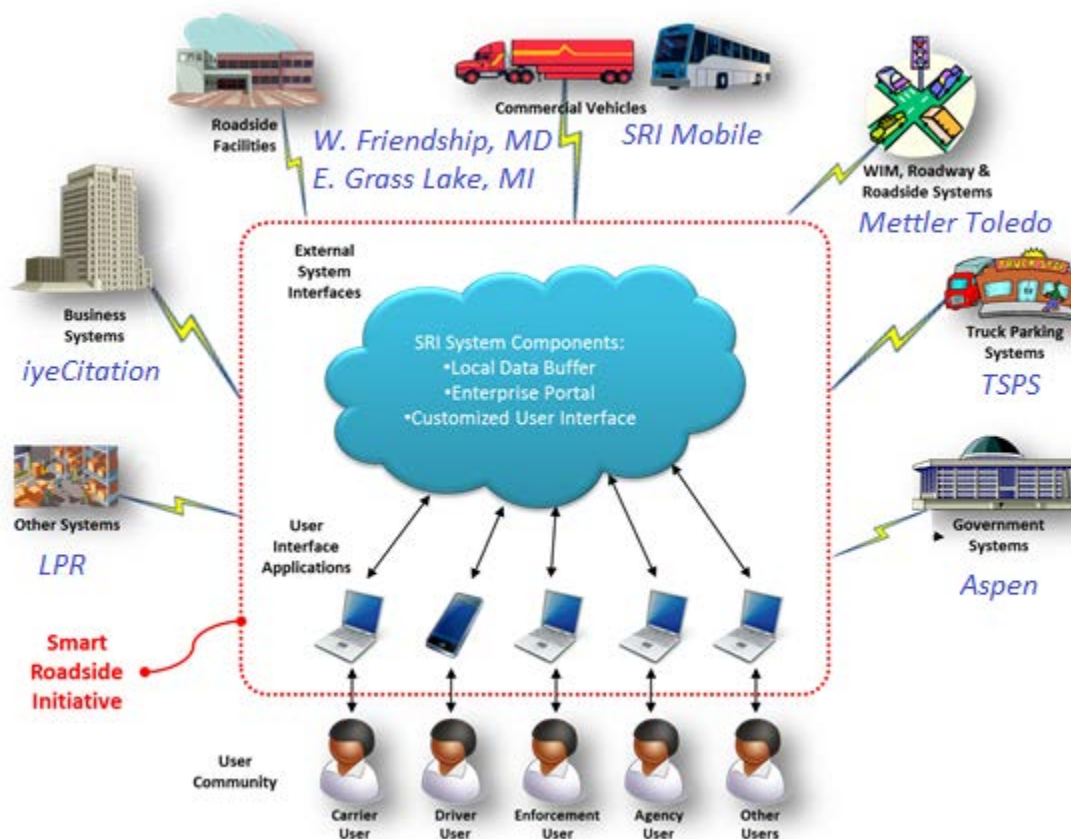 Roadside
Facilities
W. Friendship, MD
E. Grass Lake, MI
Commercial Vehicles
SRI Mobile
WIM, Roadway &
Roadside Systems
Mettler Toledo
Business
Systems
iyeCitation
External
System
Interfaces
TRUCK STOP
Truck Parking
Systems
TSPS
SRI System Components:
•Local Data Buffer
•Enterprise Portal
•Customized User Interface
Other Systems
LPR
User
Interface
Applications
Government
Systems
Aspen
Smart
Roadside
Initiative
User
Community
Carrier
User
Driver
User
Enforcement
User
Agency
User
Other
Users